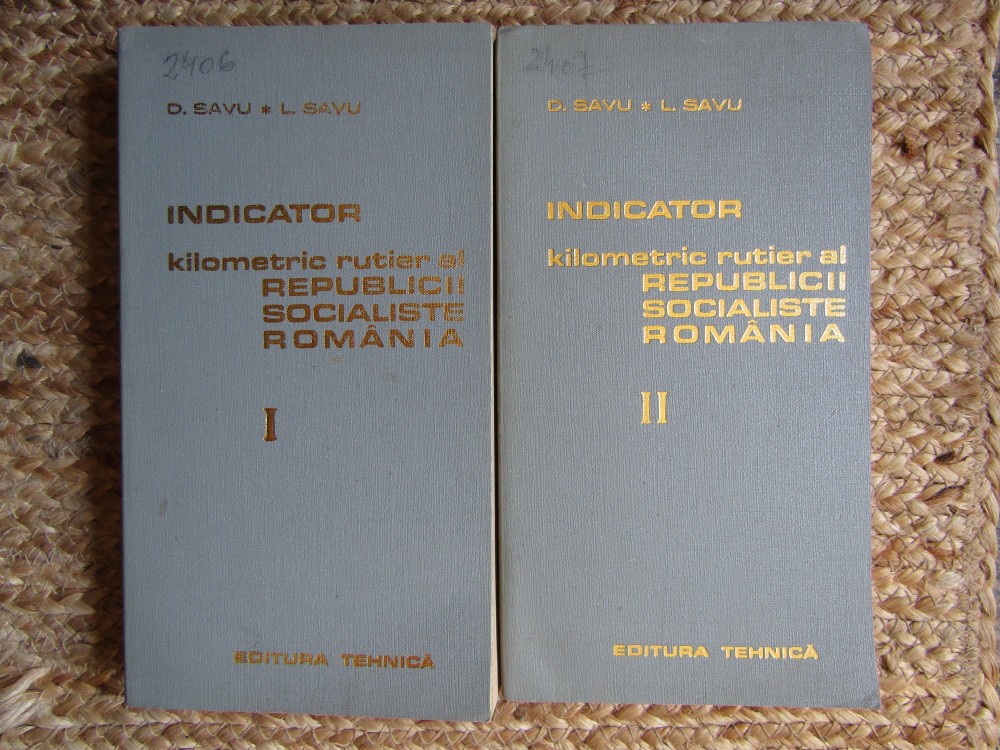 2406
D. SAVU * L. SAVU
INDICATOR
kilometric rutier al
REPUBLICII
SOCIALISTE
ROMÂNIA
I
EDITURA TEHNICĂ
2407
D. SAVU * L. SAVU
INDICATOR
kilometric rutier al
REPUBLICII
SOCIALISTE
ROMÂNIA
II
EDITURA TEHNICĂ